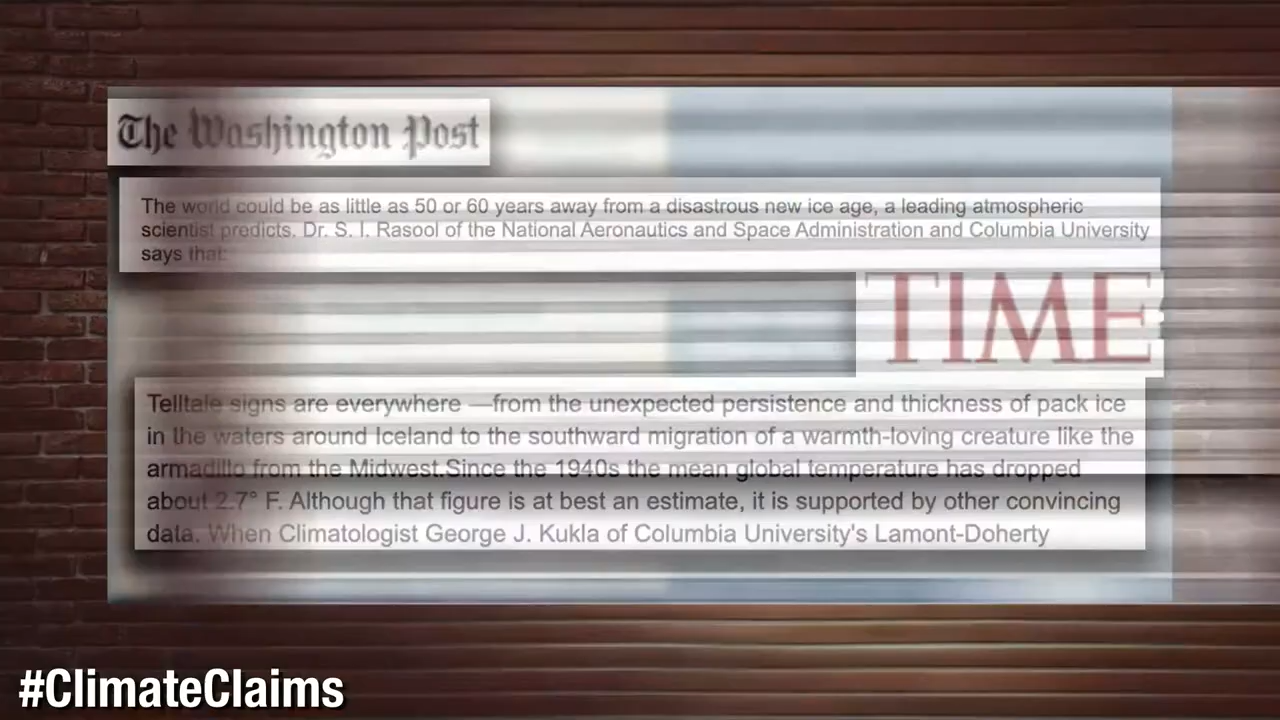 The Washington Post
The world could be as little as 50 or 60 years away from a disastrous new ice age, a leading atmospheric
scientist predicts. Dr. S. I. Rasool of the National Aeronautics and Space Administration and Columbia University
says that:
TIME
Telltale signs are everywhere —from the unexpected persistence and thickness of pack ice
in the waters around Iceland to the southward migration of a warmth-loving creature like the
armadillo from the Midwest.Since the 1940s the mean global temperature has dropped
about 2.7° F. Although that figure is at best an estimate, it is supported by other convincing
data. When Climatologist George J. Kukla of Columbia University's Lamont-Doherty
#ClimateClaims